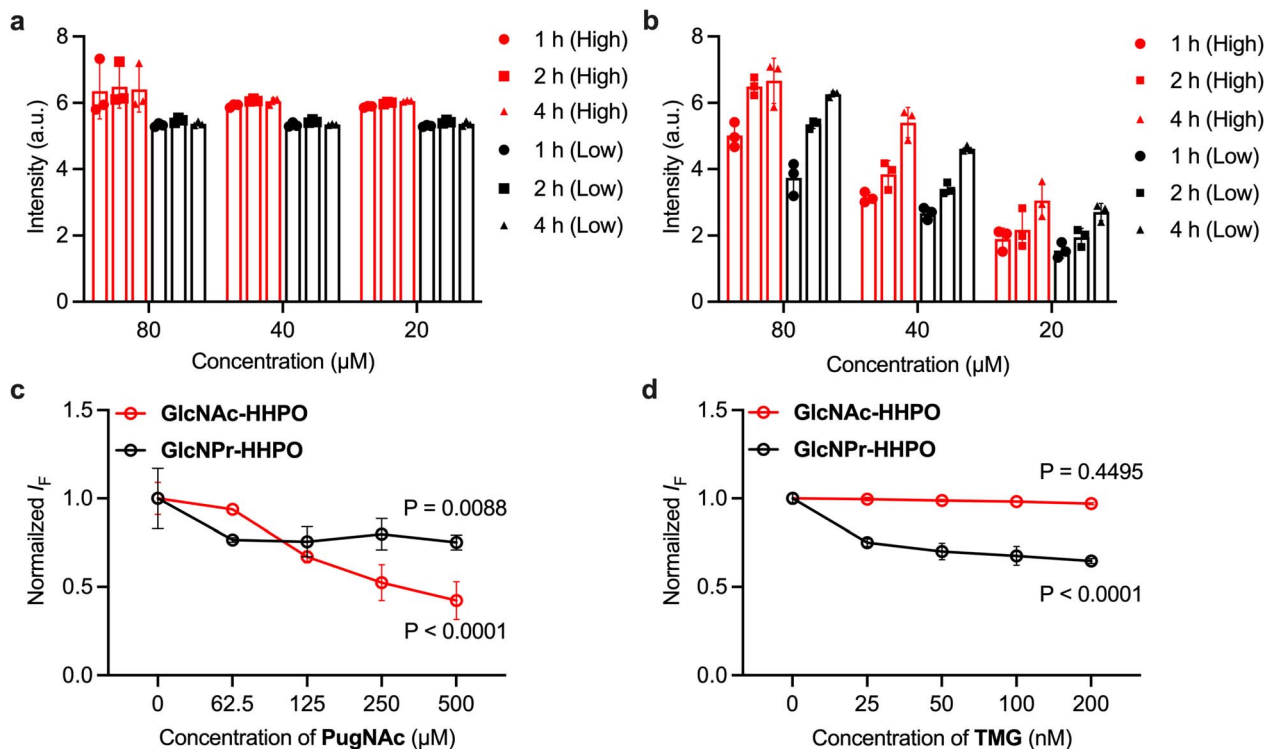 a
8
6
4
2
0
Intensity (a.u.)
80
40
20
Concentration (μM)
1 h (High)
2 h (High)
4 h (High)
1 h (Low)
2 h (Low)
4 h (Low)
b
8
6
4
2
0
Intensity (a.u.)
80
40
20
Concentration (μM)
1 h (High)
2 h (High)
4 h (High)
1 h (Low)
2 h (Low)
4 h (Low)
c
1.5
1.0
0.5
0.0
Normalized IF
GlcNAc-HHPO
GlcNPr-HHPO
P = 0.0088
P < 0.0001
0
62.5
125
250
500
Concentration of PugNAc (μM)
d
1.5
1.0
0.5
0.0
Normalized IF
GlcNAc-HHPO
GlcNPr-HHPO
P = 0.4495
P < 0.0001
0
25
50
100
200
Concentration of TMG (nM)